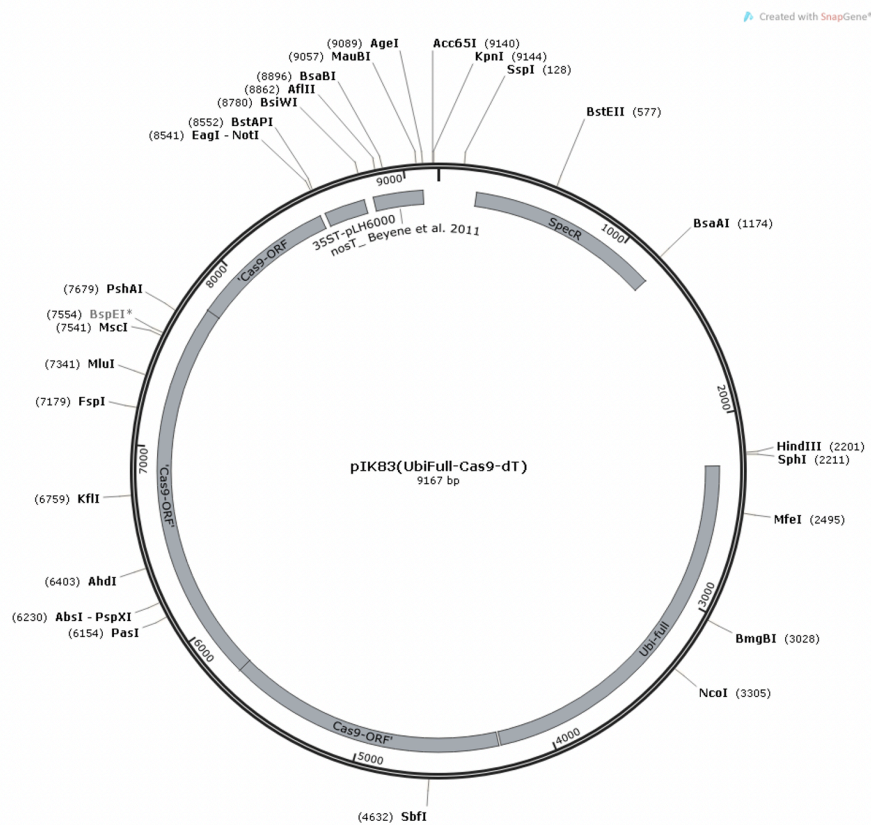 Created with SnapGene®
(9089) AgeI
(9057) MauBI
(8896) BsaBI
(8862) AflII
(8780) BsiWI
(8552) BstAPI
(8541) EagI - NotI
Acc65I (9140)
KpnI (9144)
SspI (128)
BstEII (577)
BsaAI (1174)
HindIII (2201)
SphI (2211)
MfeI (2495)
BmgBI (3028)
NcoI (3305)
(4632) SbfI
(7679) PshAI
(7554) BspEI*
(7541) MscI
(7341) MluI
(7179) FspI
(6759) KflI
(6403) AhdI
(6230) AbsI - PspXI
(6154) PasI
1000
2000
3000
4000
5000
6000
7000
8000
9000
SpecR
Ubi-full
Cas9-ORF'
'Cas9-ORF'
'Cas9-ORF
35ST-pLH6000
nosT_ Beyene et al. 2011
pIK83(UbiFull-Cas9-dT)
9167 bp